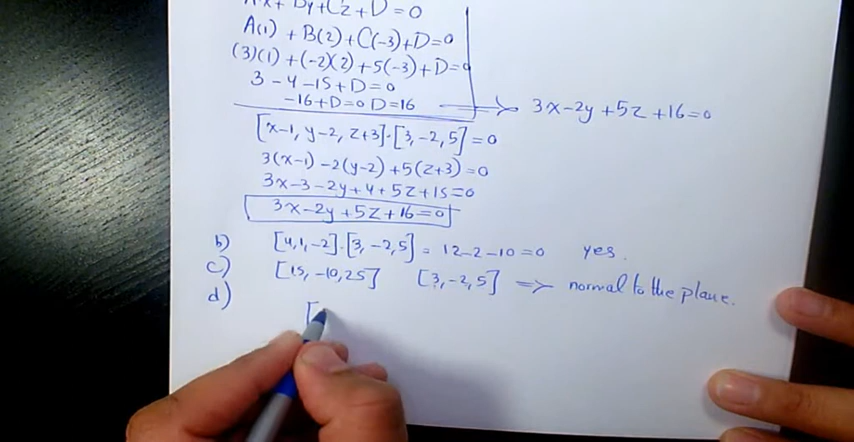 A·x + By + Cz + D = 0
A(1) + B(2) + C(-3) + D = 0
(3)(1) + (-2)(2) + 5(-3) + D = 0
3 - 4 - 15 + D = 0
-16 + D = 0 D = 16 → 3x - 2y + 5z + 16 = 0
[x-1, y-2, z+3]·[3, -2, 5] = 0
3(x-1) - 2(y-2) + 5(z+3) = 0
3x - 3 - 2y + 4 + 5z + 15 = 0
3x - 2y + 5z + 16 = 0
b) [4, 1, -2]·[3, -2, 5] = 12 - 2 - 10 = 0 yes.
c) [15, -10, 25] [3, -2, 5] ⇒ normal to the plane.
d) [